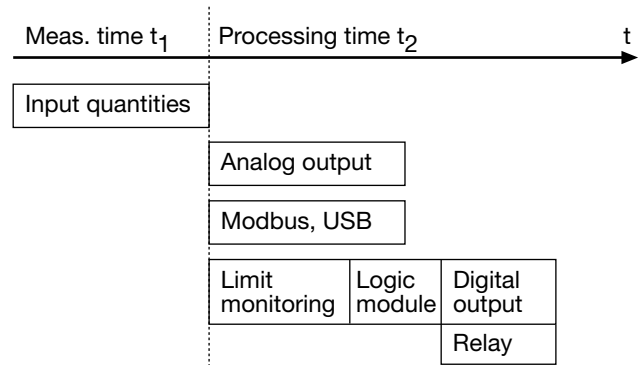 Meas. time t1 Processing time t2 t
Input quantities
Analog output
Modbus, USB
Limit monitoring
Logic module
Digital output
Relay